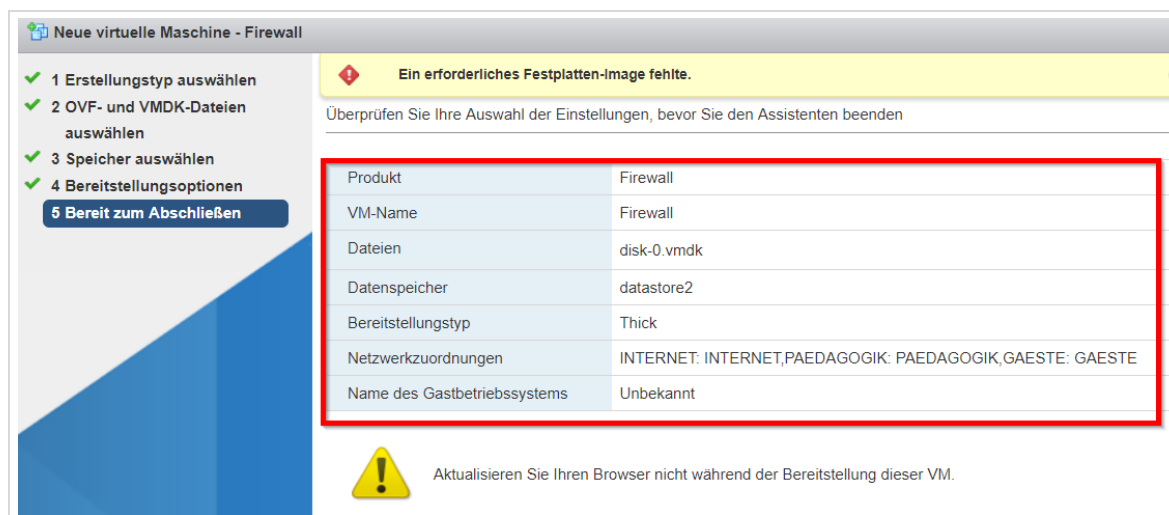 Neue virtuelle Maschine - Firewall
1 Erstellungstyp auswählen
2 OVF- und VMDK-Dateien
auswählen
3 Speicher auswählen
4 Bereitstellungsoptionen
5 Bereit zum Abschließen
Ein erforderliches Festplatten-Image fehlte.
Überprüfen Sie Ihre Auswahl der Einstellungen, bevor Sie den Assistenten beenden
Produkt Firewall
VM-Name Firewall
Dateien disk-0.vmdk
Datenspeicher datastore2
Bereitstellungstyp Thick
Netzwerkzuordnungen INTERNET: INTERNET,PAEDAGOGIK: PAEDAGOGIK,GAESTE: GAESTE
Name des Gastbetriebssystems Unbekannt
Aktualisieren Sie Ihren Browser nicht während der Bereitstellung dieser VM.